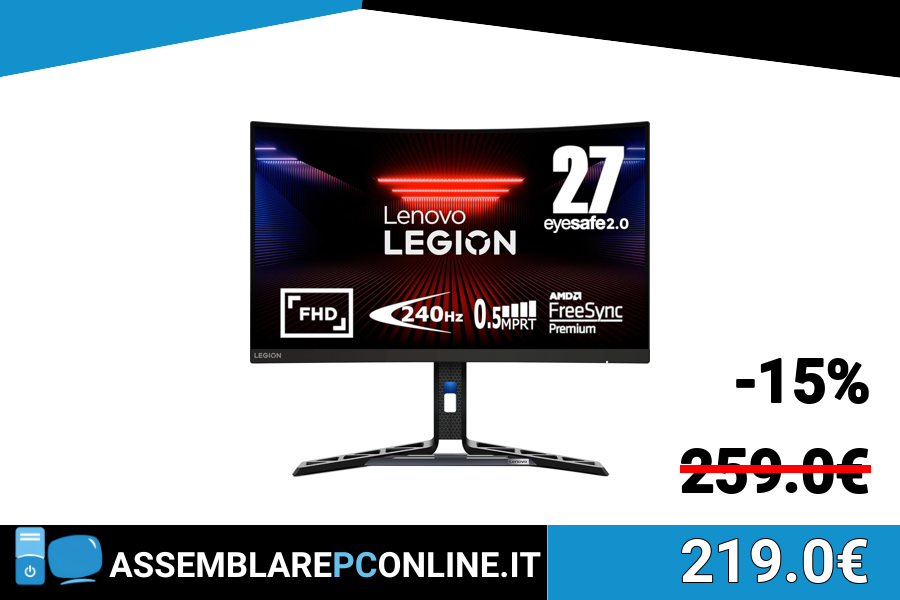 27
eyesafe2.0
Lenovo
LEGION
FHD
240Hz
0.5MPRT
AMD
FreeSync
Premium
LEGION
Lenovo
-15%
259.0€
ASSEMBLAREPCONLINE.IT
219.0€